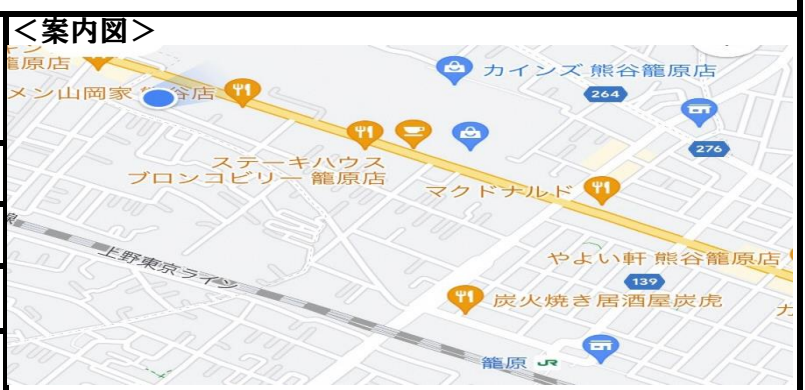 ＜案内図＞
籠原店
カインズ 熊谷籠原店
メン山岡家 熊谷店
264
276
ステーキハウス
ブロンコビリー 籠原店
マクドナルド
上野東京ライン
やよい軒 熊谷籠原店
139
炭火焼き居酒屋炭虎
籠原 JR